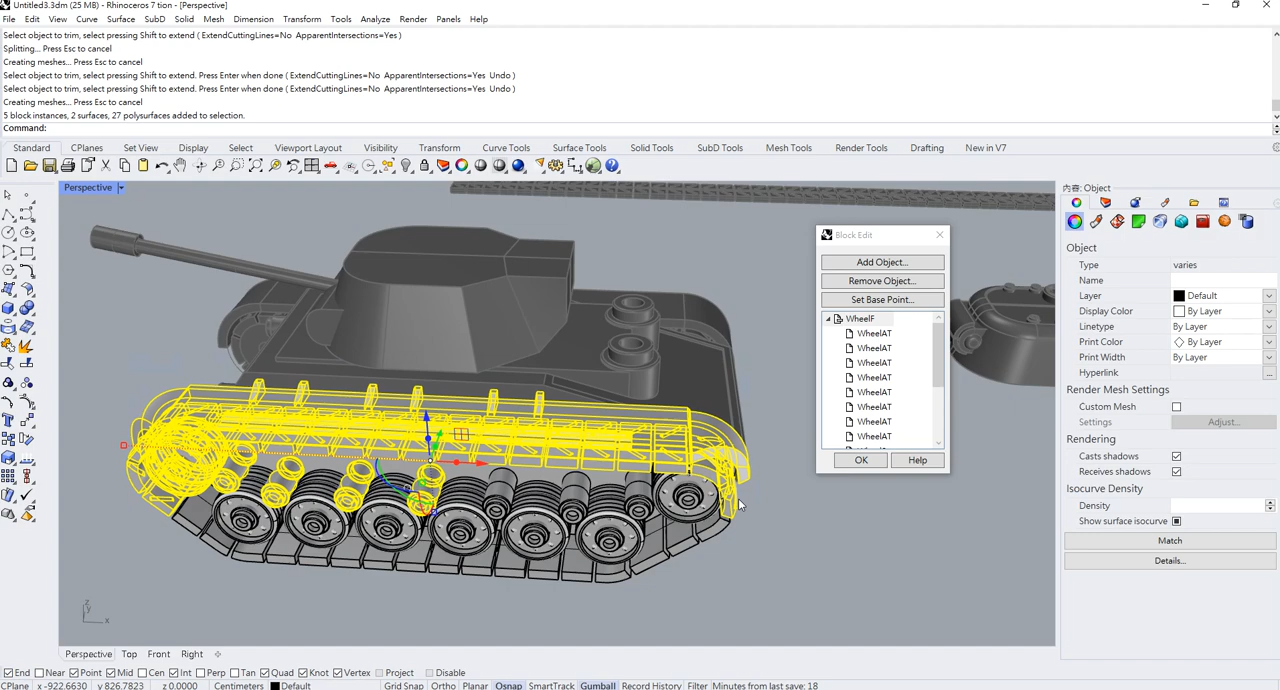 Untitled3.3dm (25 MB) - Rhinoceros 7 tion - [Perspective]
File Edit View Curve Surface SubD Solid Mesh Dimension Transform Tools Analyze Render Panels Help
Select object to trim, select pressing Shift to extend ( ExtendCuttingLines=No ApparentIntersections=Yes )
Splitting... Press Esc to cancel
Creating meshes... Press Esc to cancel
Select object to trim, select pressing Shift to extend. Press Enter when done ( ExtendCuttingLines=No ApparentIntersections=Yes Undo )
Select object to trim, select pressing Shift to extend. Press Enter when done ( ExtendCuttingLines=No ApparentIntersections=Yes Undo )
Creating meshes... Press Esc to cancel
5 block instances, 2 surfaces, 27 polysurfaces added to selection.
Command:
Standard CPlanes Set View Display Select Viewport Layout Visibility Transform Curve Tools Surface Tools Solid Tools SubD Tools Mesh Tools Render Tools Drafting New in V7
Perspective
Block Edit
Add Object...
Remove Object...
Set Base Point...
WheelF
WheelAT
WheelAT
WheelAT
WheelAT
WheelAT
WheelAT
WheelAT
WheelAT
OK Help
内容: Object
Object
Type varies
Name
Layer Default
Display Color By Layer
Linetype By Layer
Print Color By Layer
Print Width By Layer
Hyperlink ...
Render Mesh Settings
Custom Mesh
Settings Adjust...
Rendering
Casts shadows
Receives shadows
Isocurve Density
Density
Show surface isocurve
Match
Details...
z
y
x
Perspective Top Front Right
End Near Point Mid Cen Int Perp Tan Quad Knot Vertex Project Disable
CPlane x -922.6630 y 826.7823 z 0.0000 Centimeters Default Grid Snap Ortho Planar Osnap SmartTrack Gumball Record History Filter Minutes from last save: 18